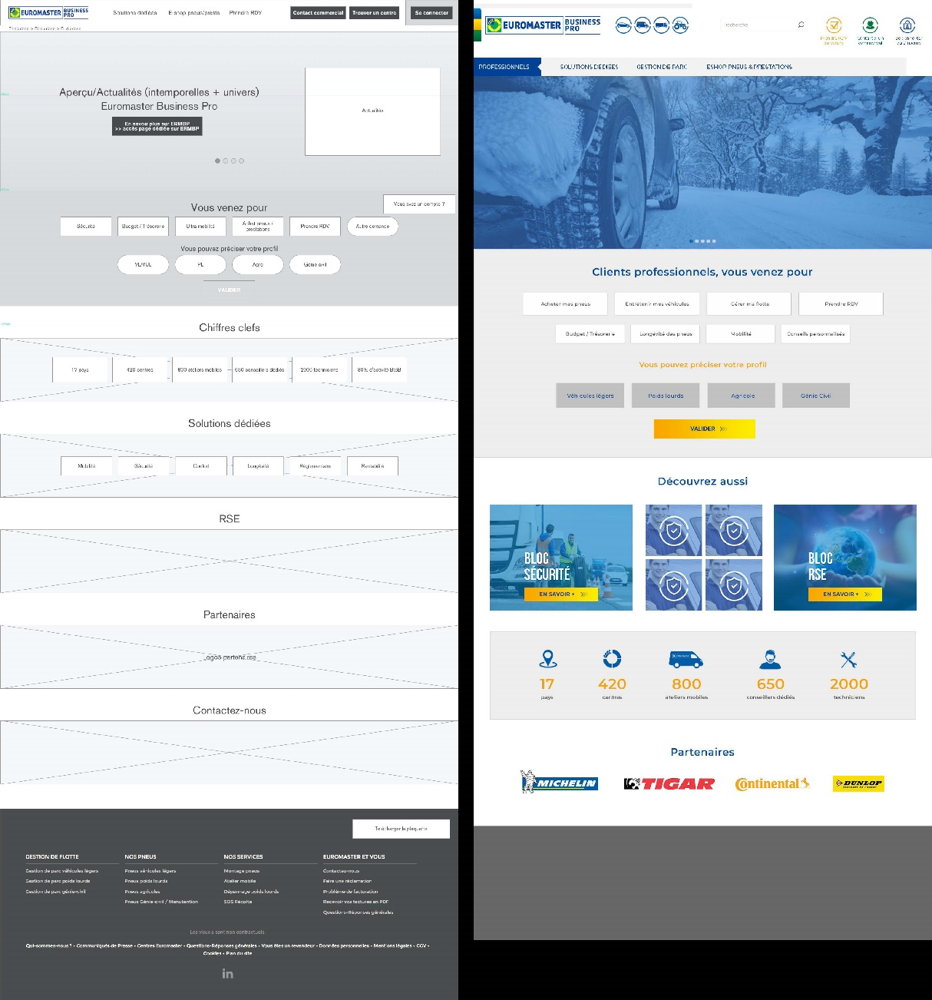 EUROMASTER BUSINESS PRO
Solutions dédiées E-shop pneus/presta Prendre RDV
Contact commercial Trouver un centre Se connecter
Aperçu/Actualités (intemporelles + univers)
Euromaster Business Pro
En savoir plus sur ERMBP
>> accès page dédiée sur ERMBP
Actualités
Vous avez un compte ?
Vous venez pour
Sécurité Budget / Trésorerie Ultra mobilité Achat pneus / prestations Prendre RDV Autre demande
Vous pouvez préciser votre profil
VL/VUL PL Agro Génie civil
VALIDER
Chiffres clefs
17 pays 420 centres 800 ateliers mobiles 650 conseillers dédiés 2000 techniciens 80% d'activité BtoB
Solutions dédiées
Mobilité Sécurité Confort Longévité Réglementaire Rentabilité
RSE
Partenaires
Logos partenaires
Contactez-nous
Télécharger la plaquette
GESTION DE FLOTTE
Gestion de parc véhicules légers
Gestion de parc poids lourds
Gestion de parc génie-civil
NOS PNEUS
Pneus véhicules légers
Pneus poids lourds
Pneus agricoles
Pneus Génie-civil / Manutention
NOS SERVICES
Montage pneus
Atelier mobile
Dépannage poids lourds
SOS Récolte
EUROMASTER ET VOUS
Contactez-nous
Faire une réclamation
Problème de facturation
Recevoir vos factures en PDF
Questions-Réponses générales
Les visuels sont non contractuels.
Qui-sommes-nous ? • Communiqués de Presse • Centres Euromaster • Questions-Réponses générales • Vous êtes un revendeur • Données personnelles • Mentions légales • CGV •
Cookies • Plan du site
in
EUROMASTER BUSINESS PRO
Recherche
Prendre RDV
en centre
Contacter un
commercial
Se connecter
PROFESSIONNELS SOLUTIONS DÉDIÉES GESTION DE PARC ESHOP PNEUS & PRESTATIONS
Clients professionnels, vous venez pour
Acheter mes pneus Entretenir mes véhicules Gérer ma flotte Prendre RDV
Budget / Trésorerie Longévité des pneus Mobilité Conseils personnalisés
Vous pouvez préciser votre profil
Véhicules légers Poids lourds Agricole Génie Civil
VALIDER
Découvrez aussi
BLOC
SÉCURITÉ
EN SAVOIR +
BLOC
RSE
EN SAVOIR +
17 420 800 650 2000
pays centres ateliers mobiles conseillers dédiés techniciens
Partenaires
MICHELIN TIGAR Continental DUNLOP